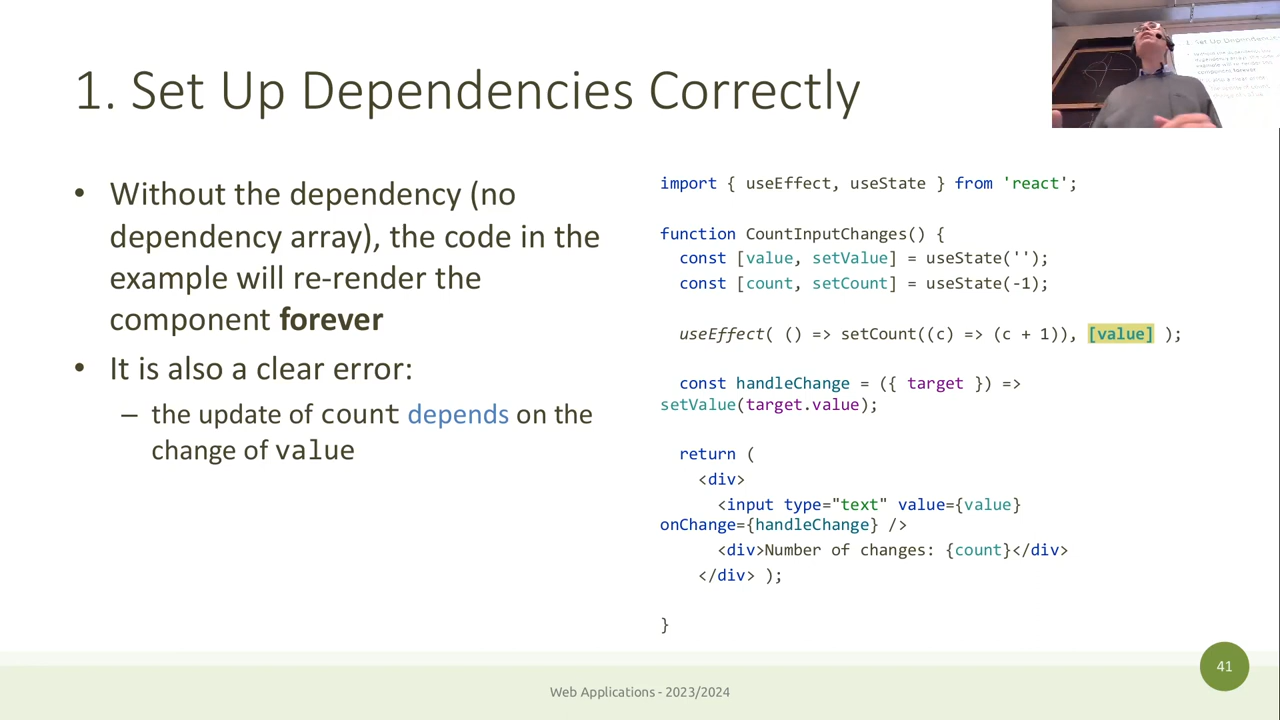 1. Set Up Dependencies Correctly
• Without the dependency (no
dependency array), the code in the
example will re-render the
component forever
• It is also a clear error:
– the update of count depends on the
change of value
import { useEffect, useState } from 'react';
function CountInputChanges() {
const [value, setValue] = useState('');
const [count, setCount] = useState(-1);
useEffect( () => setCount((c) => (c + 1)), [value] );
const handleChange = ({ target }) =>
setValue(target.value);
return (
<div>
<input type="text" value={value}
onChange={handleChange} />
<div>Number of changes: {count}</div>
</div> );
}
41
Web Applications - 2023/2024